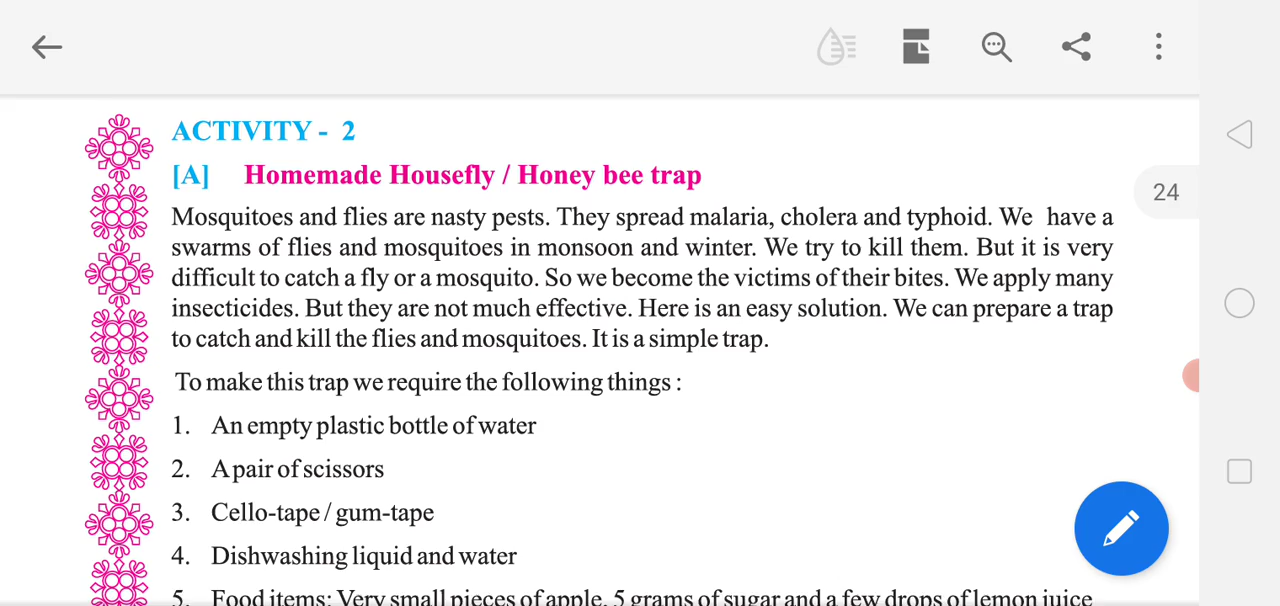 ACTIVITY - 2
24
[A] Homemade Housefly / Honey bee trap
Mosquitoes and flies are nasty pests. They spread malaria, cholera and typhoid. We have a
swarms of flies and mosquitoes in monsoon and winter. We try to kill them. But it is very
difficult to catch a fly or a mosquito. So we become the victims of their bites. We apply many
insecticides. But they are not much effective. Here is an easy solution. We can prepare a trap
to catch and kill the flies and mosquitoes. It is a simple trap.
To make this trap we require the following things :
1. An empty plastic bottle of water
2. A pair of scissors
3. Cello-tape / gum-tape
4. Dishwashing liquid and water
5. Food items: Very small pieces of apple, 5 grams of sugar and a few drops of lemon juice